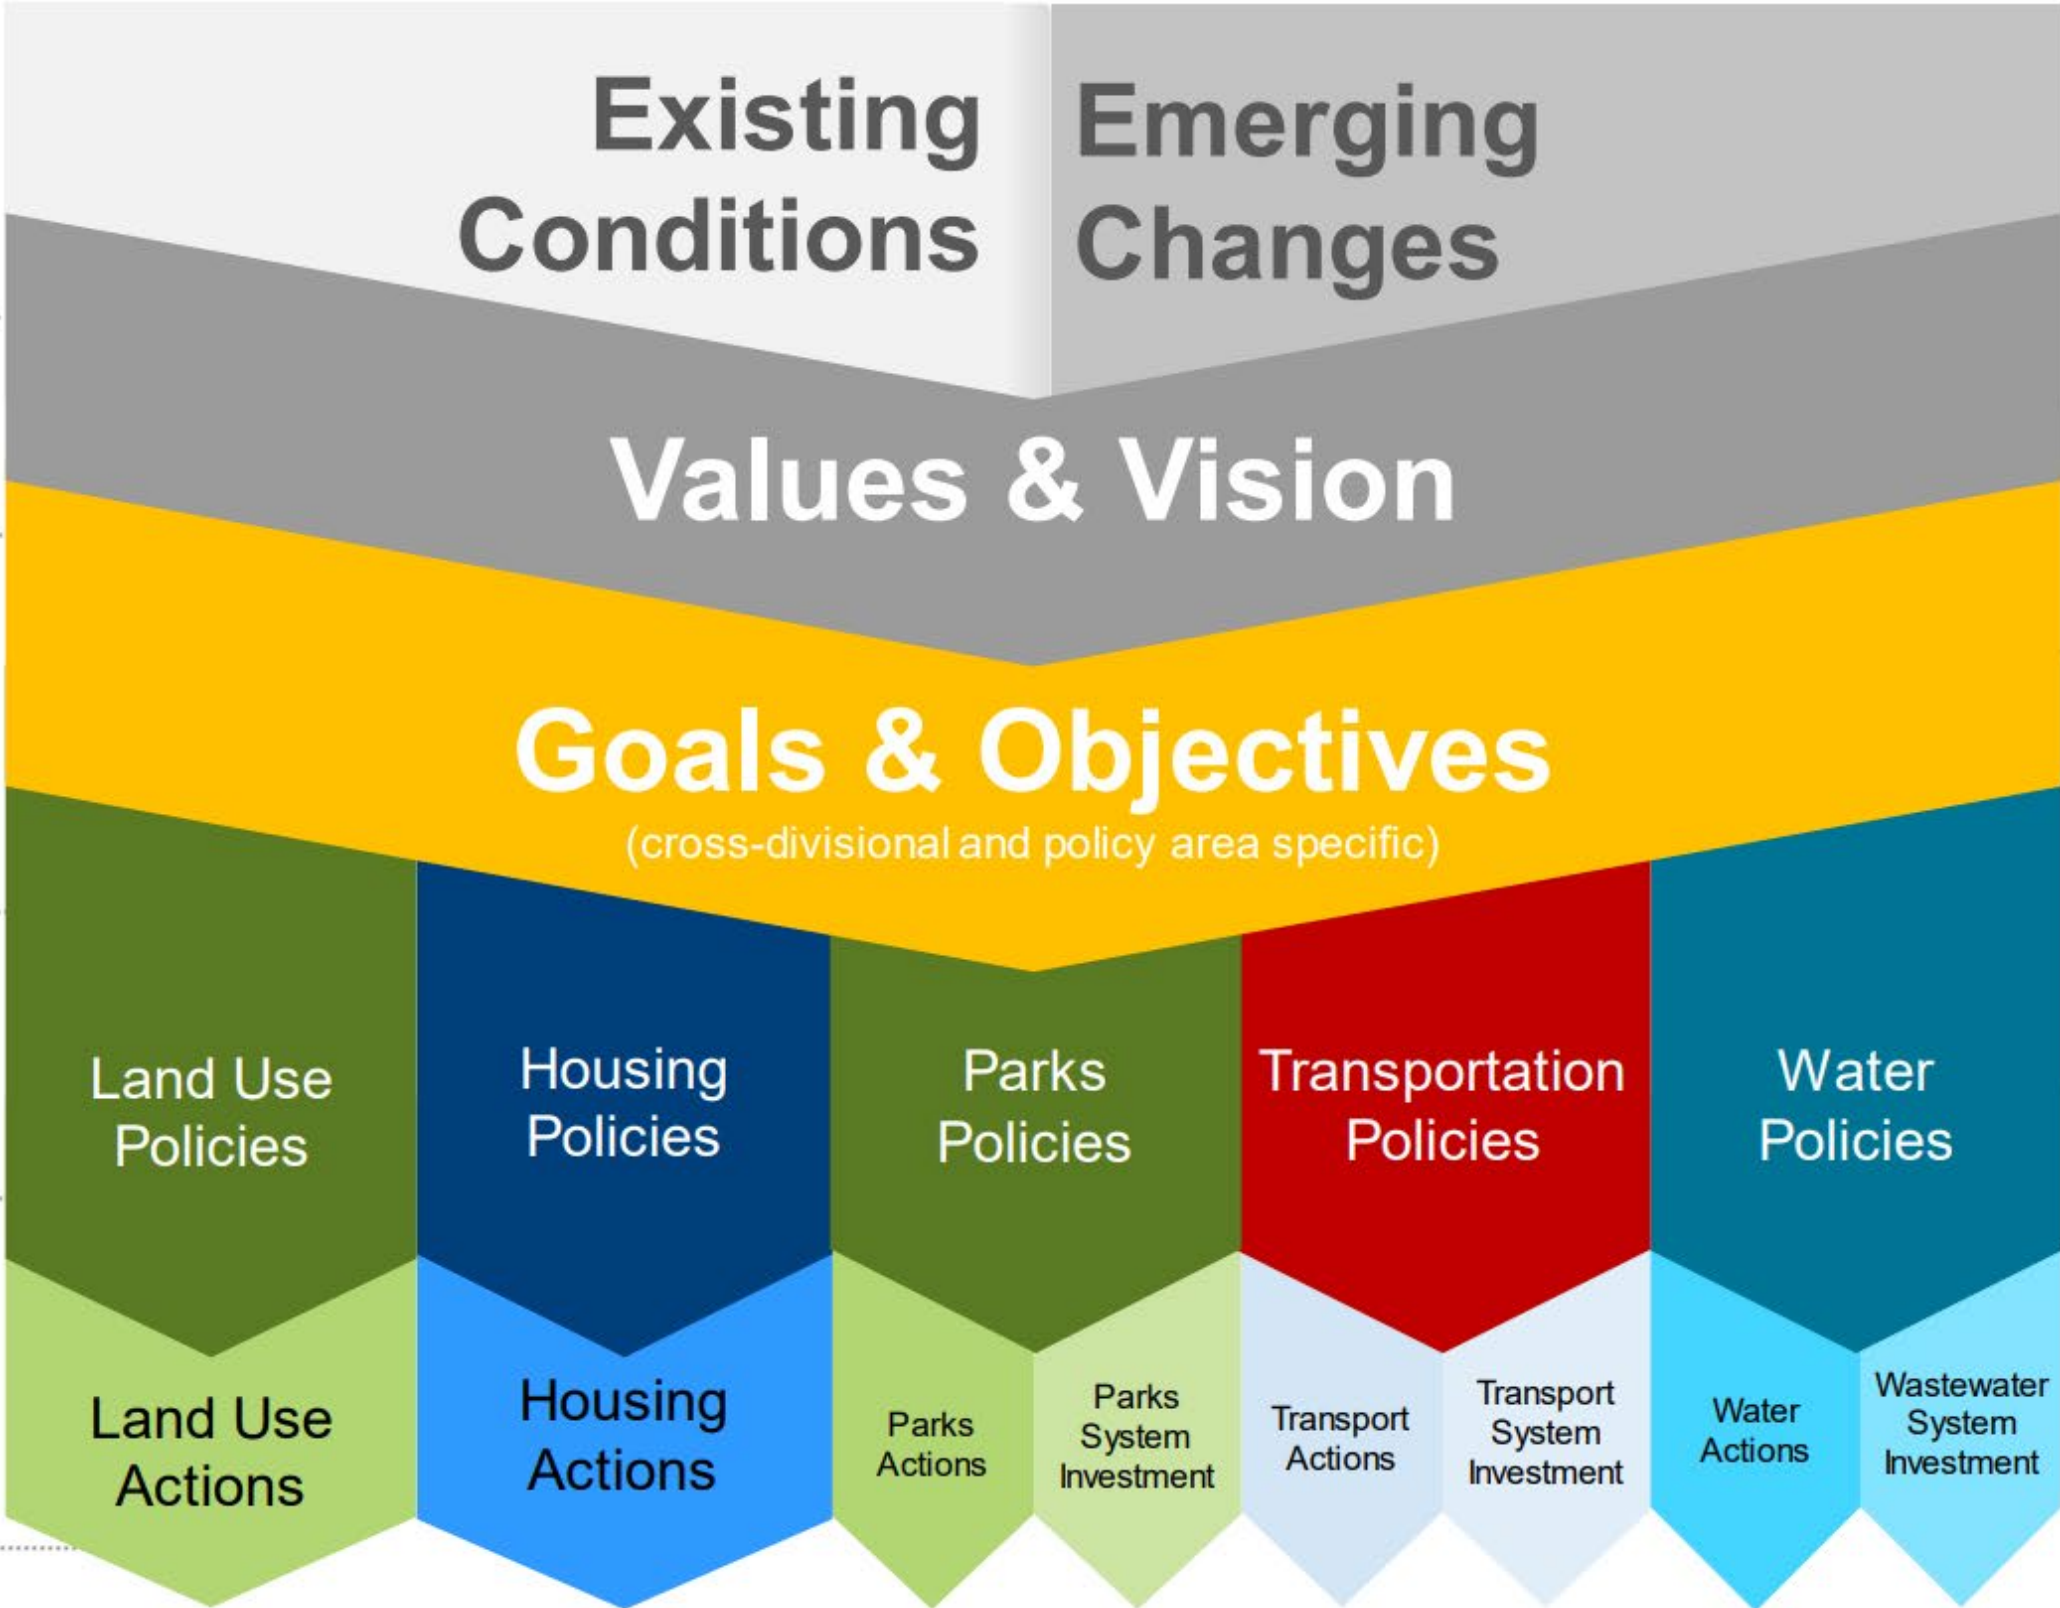 Existing
Conditions
Emerging
Changes
Values & Vision
Goals & Objectives
(cross-divisional and policy area specific)
Land Use
Policies
Housing
Policies
Parks
Policies
Transportation
Policies
Water
Policies
Land Use
Actions
Housing
Actions
Parks
Actions
Parks
System
Investment
Transport
Actions
Transport
System
Investment
Water
Actions
Wastewater
System
Investment